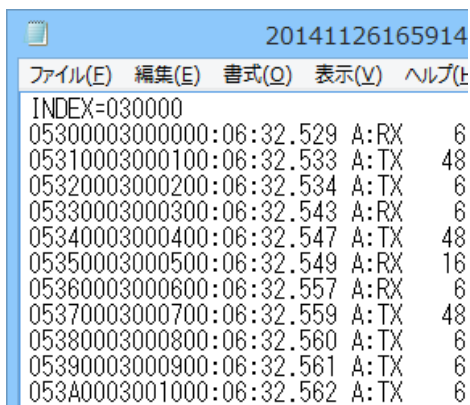 20141126165914
ファイル(F) 編集(E) 書式(O) 表示(V) ヘルプ(H
INDEX=030000
05300003000000:06:32.529 A:RX 6
05310003000100:06:32.533 A:TX 48
05320003000200:06:32.534 A:TX 6
05330003000300:06:32.543 A:RX 6
05340003000400:06:32.547 A:TX 48
05350003000500:06:32.549 A:RX 16
05360003000600:06:32.557 A:RX 6
05370003000700:06:32.559 A:TX 48
05380003000800:06:32.560 A:TX 6
05390003000900:06:32.561 A:TX 6
053A0003001000:06:32.562 A:TX 6